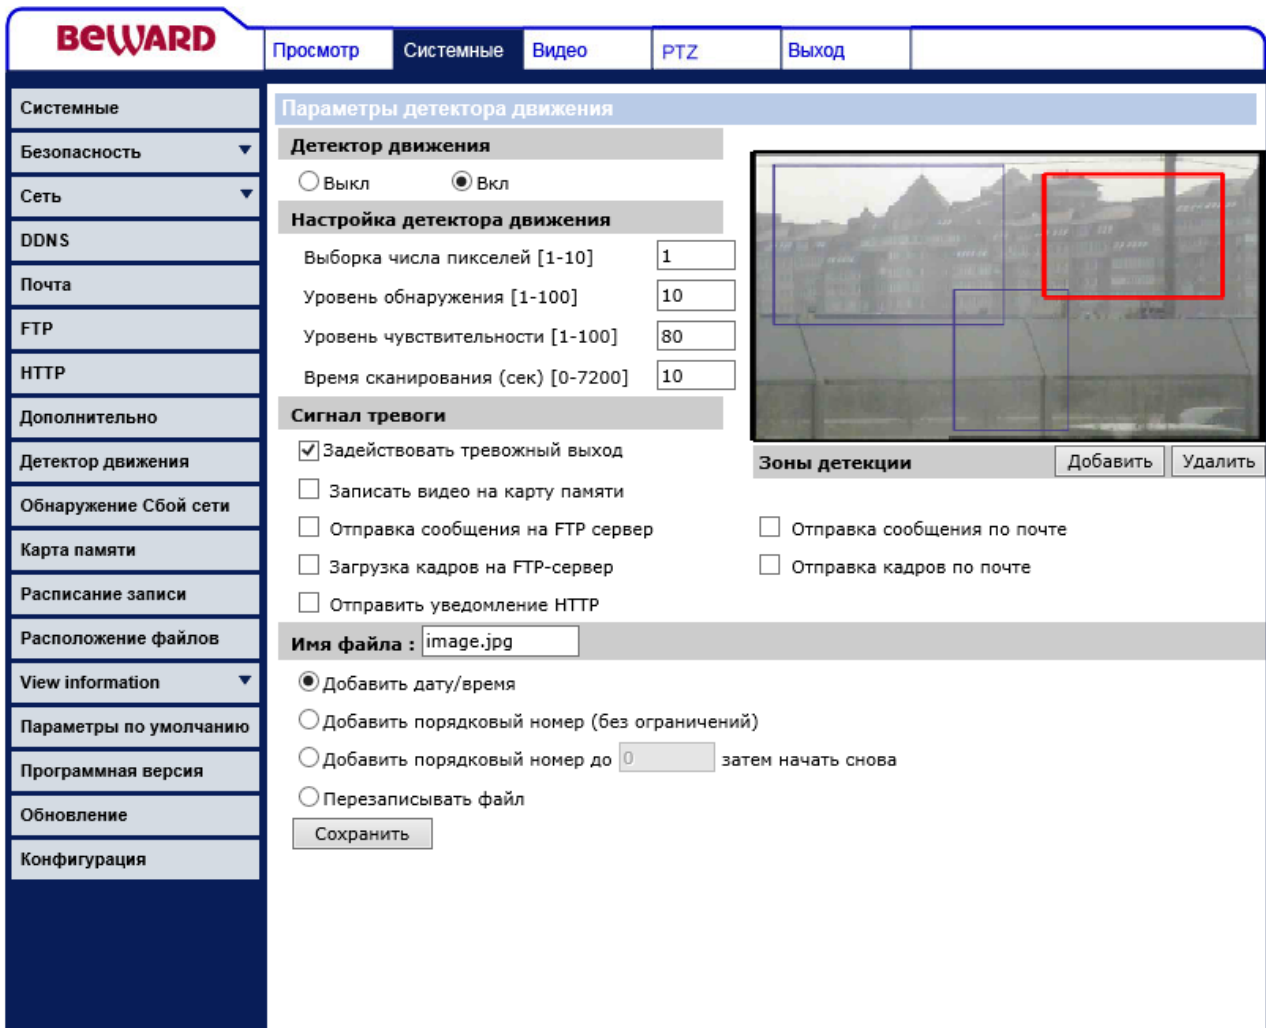 BEWARD
Просмотр Системные Видео PTZ Выход
Системные
Безопасность
Сеть
DDNS
Почта
FTP
HTTP
Дополнительно
Детектор движения
Обнаружение Сбой сети
Карта памяти
Расписание записи
Расположение файлов
View information
Параметры по умолчанию
Программная версия
Обновление
Конфигурация
Параметры детектора движения
Детектор движения
Выкл Вкл
Настройка детектора движения
Выборка числа пикселей [1-10] 1
Уровень обнаружения [1-100] 10
Уровень чувствительности [1-100] 80
Время сканирования (сек) [0-7200] 10
Сигнал тревоги
Зоны детекции Добавить Удалить
Задействовать тревожный выход
Записать видео на карту памяти
Отправка сообщения на FTP сервер Отправка сообщения по почте
Загрузка кадров на FTP-сервер Отправка кадров по почте
Отправить уведомление HTTP
Имя файла : image.jpg
Добавить дату/время
Добавить порядковый номер (без ограничений)
Добавить порядковый номер до 0 затем начать снова
Перезаписывать файл
Сохранить